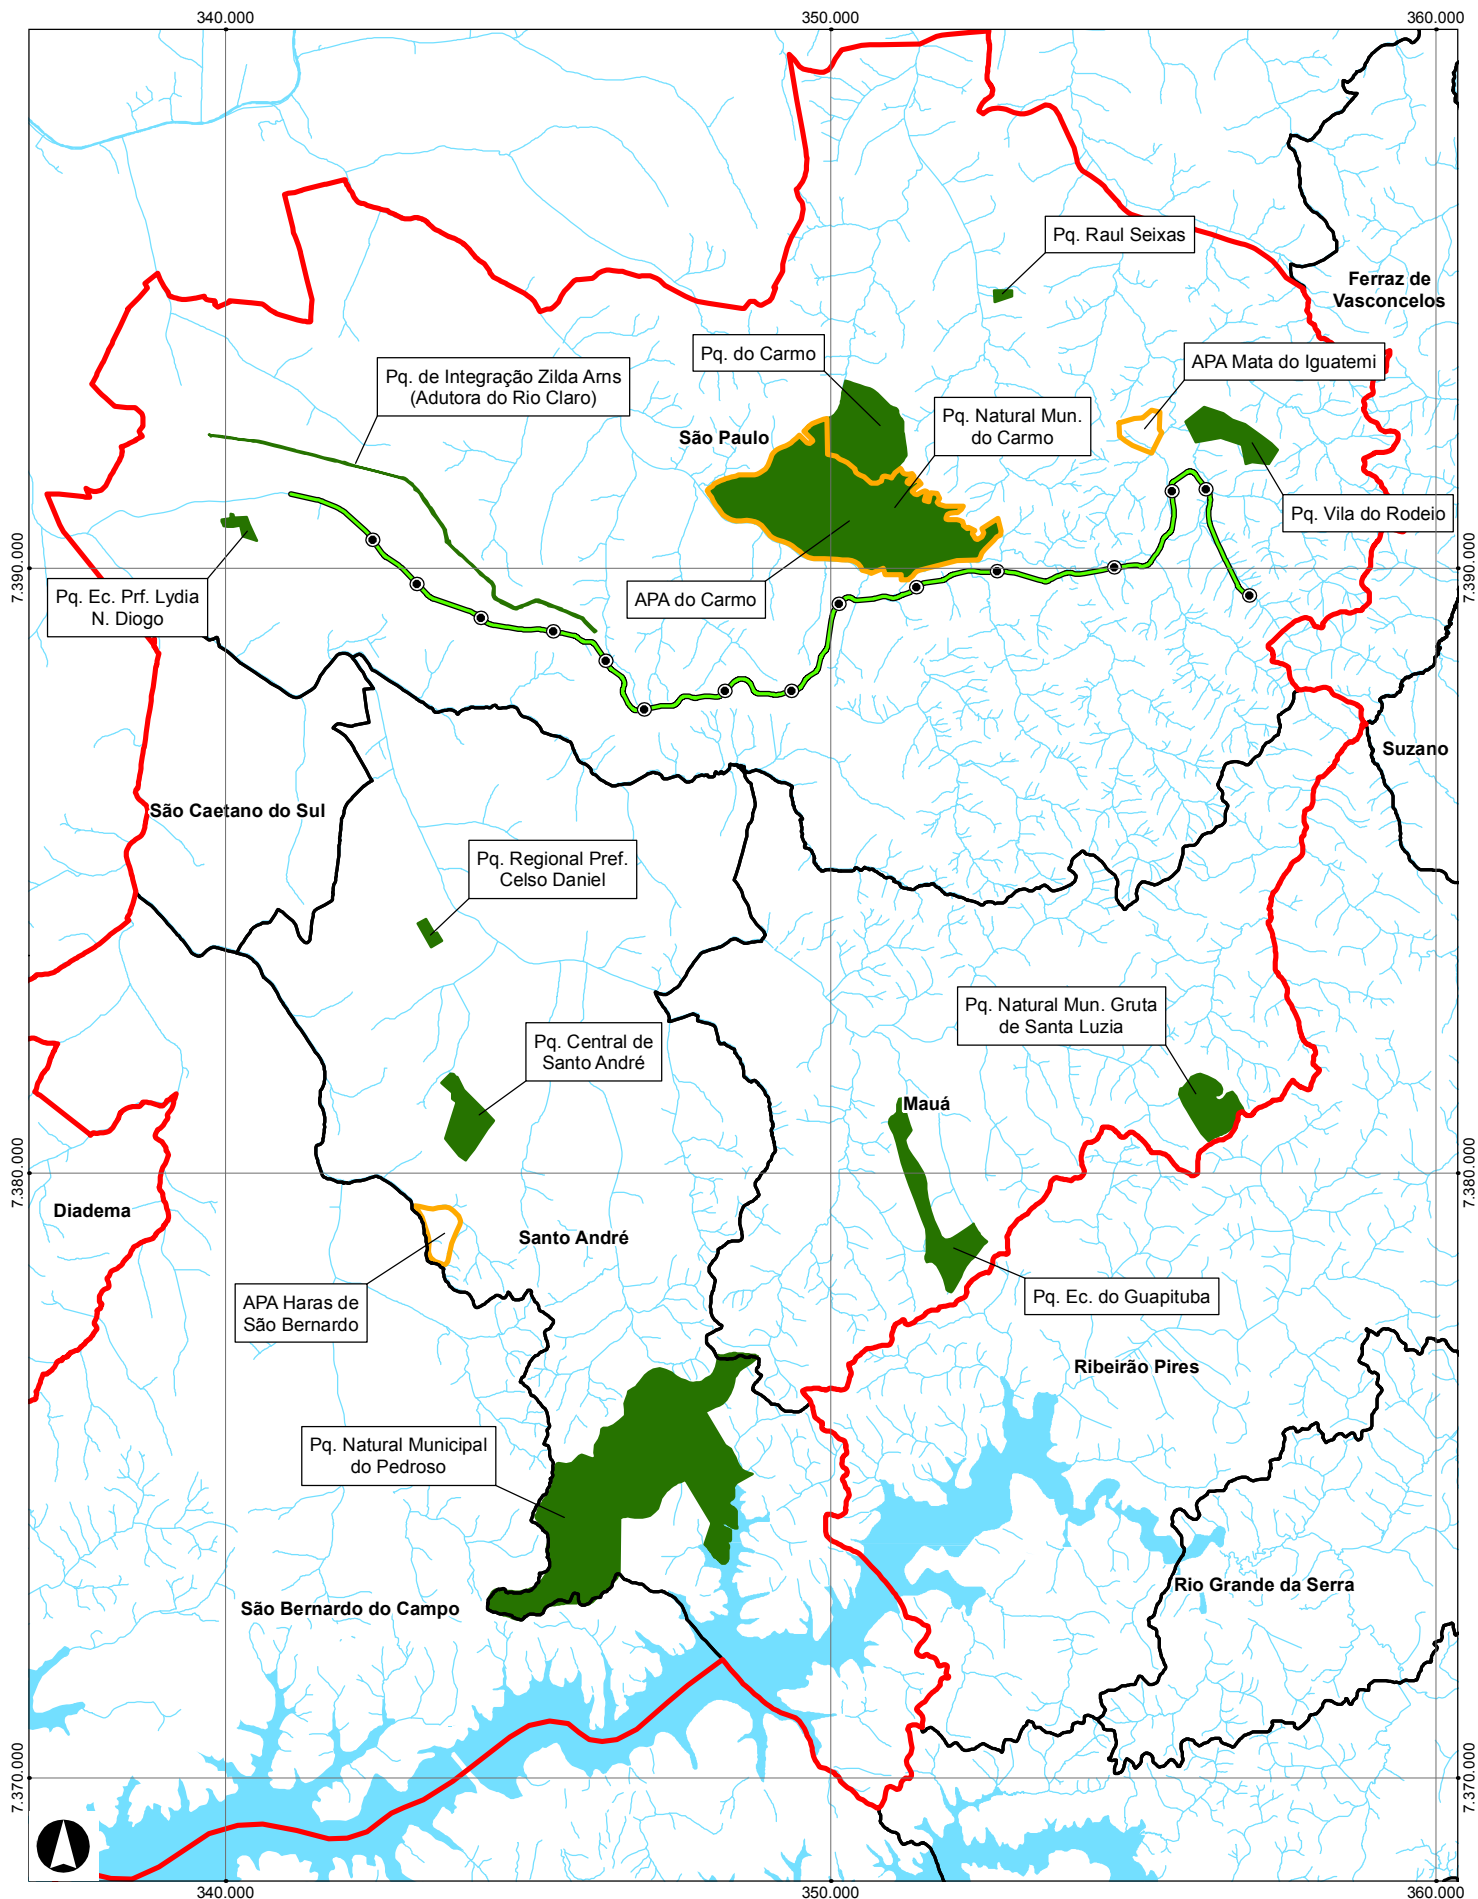 340.000
350.000
360.000
Pq. Raul Seixas
Ferraz de
Vasconcelos
Pq. do Carmo
APA Mata do Iguatemi
Pq. de Integração Zilda Arns
(Adutora do Rio Claro)
Pq. Natural Mun.
do Carmo
São Paulo
Pq. Vila do Rodeio
7.390.000
7.390.000
Pq. Ec. Prf. Lydia
N. Diogo
APA do Carmo
Suzano
São Caetano do Sul
Pq. Regional Pref.
Celso Daniel
Pq. Natural Mun. Gruta
de Santa Luzia
Pq. Central de
Santo André
Mauá
7.380.000
7.380.000
Diadema
Santo André
APA Haras de
São Bernardo
Pq. Ec. do Guapituba
Ribeirão Pires
Pq. Natural Municipal
do Pedroso
Rio Grande da Serra
São Bernardo do Campo
7.370.000
7.370.000
340.000
350.000
360.000